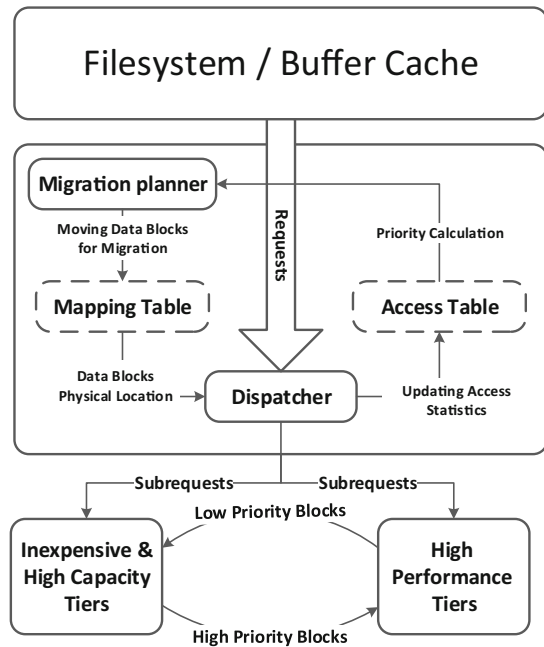 Filesystem / Buffer Cache
Migration planner
Moving Data Blocks
for Migration
Requests
Priority Calculation
Mapping Table
Access Table
Data Blocks
Physical Location
Dispatcher
Updating Access
Statistics
Subrequests
Subrequests
Low Priority Blocks
Inexpensive &
High Capacity
Tiers
High
Performance
Tiers
High Priority Blocks